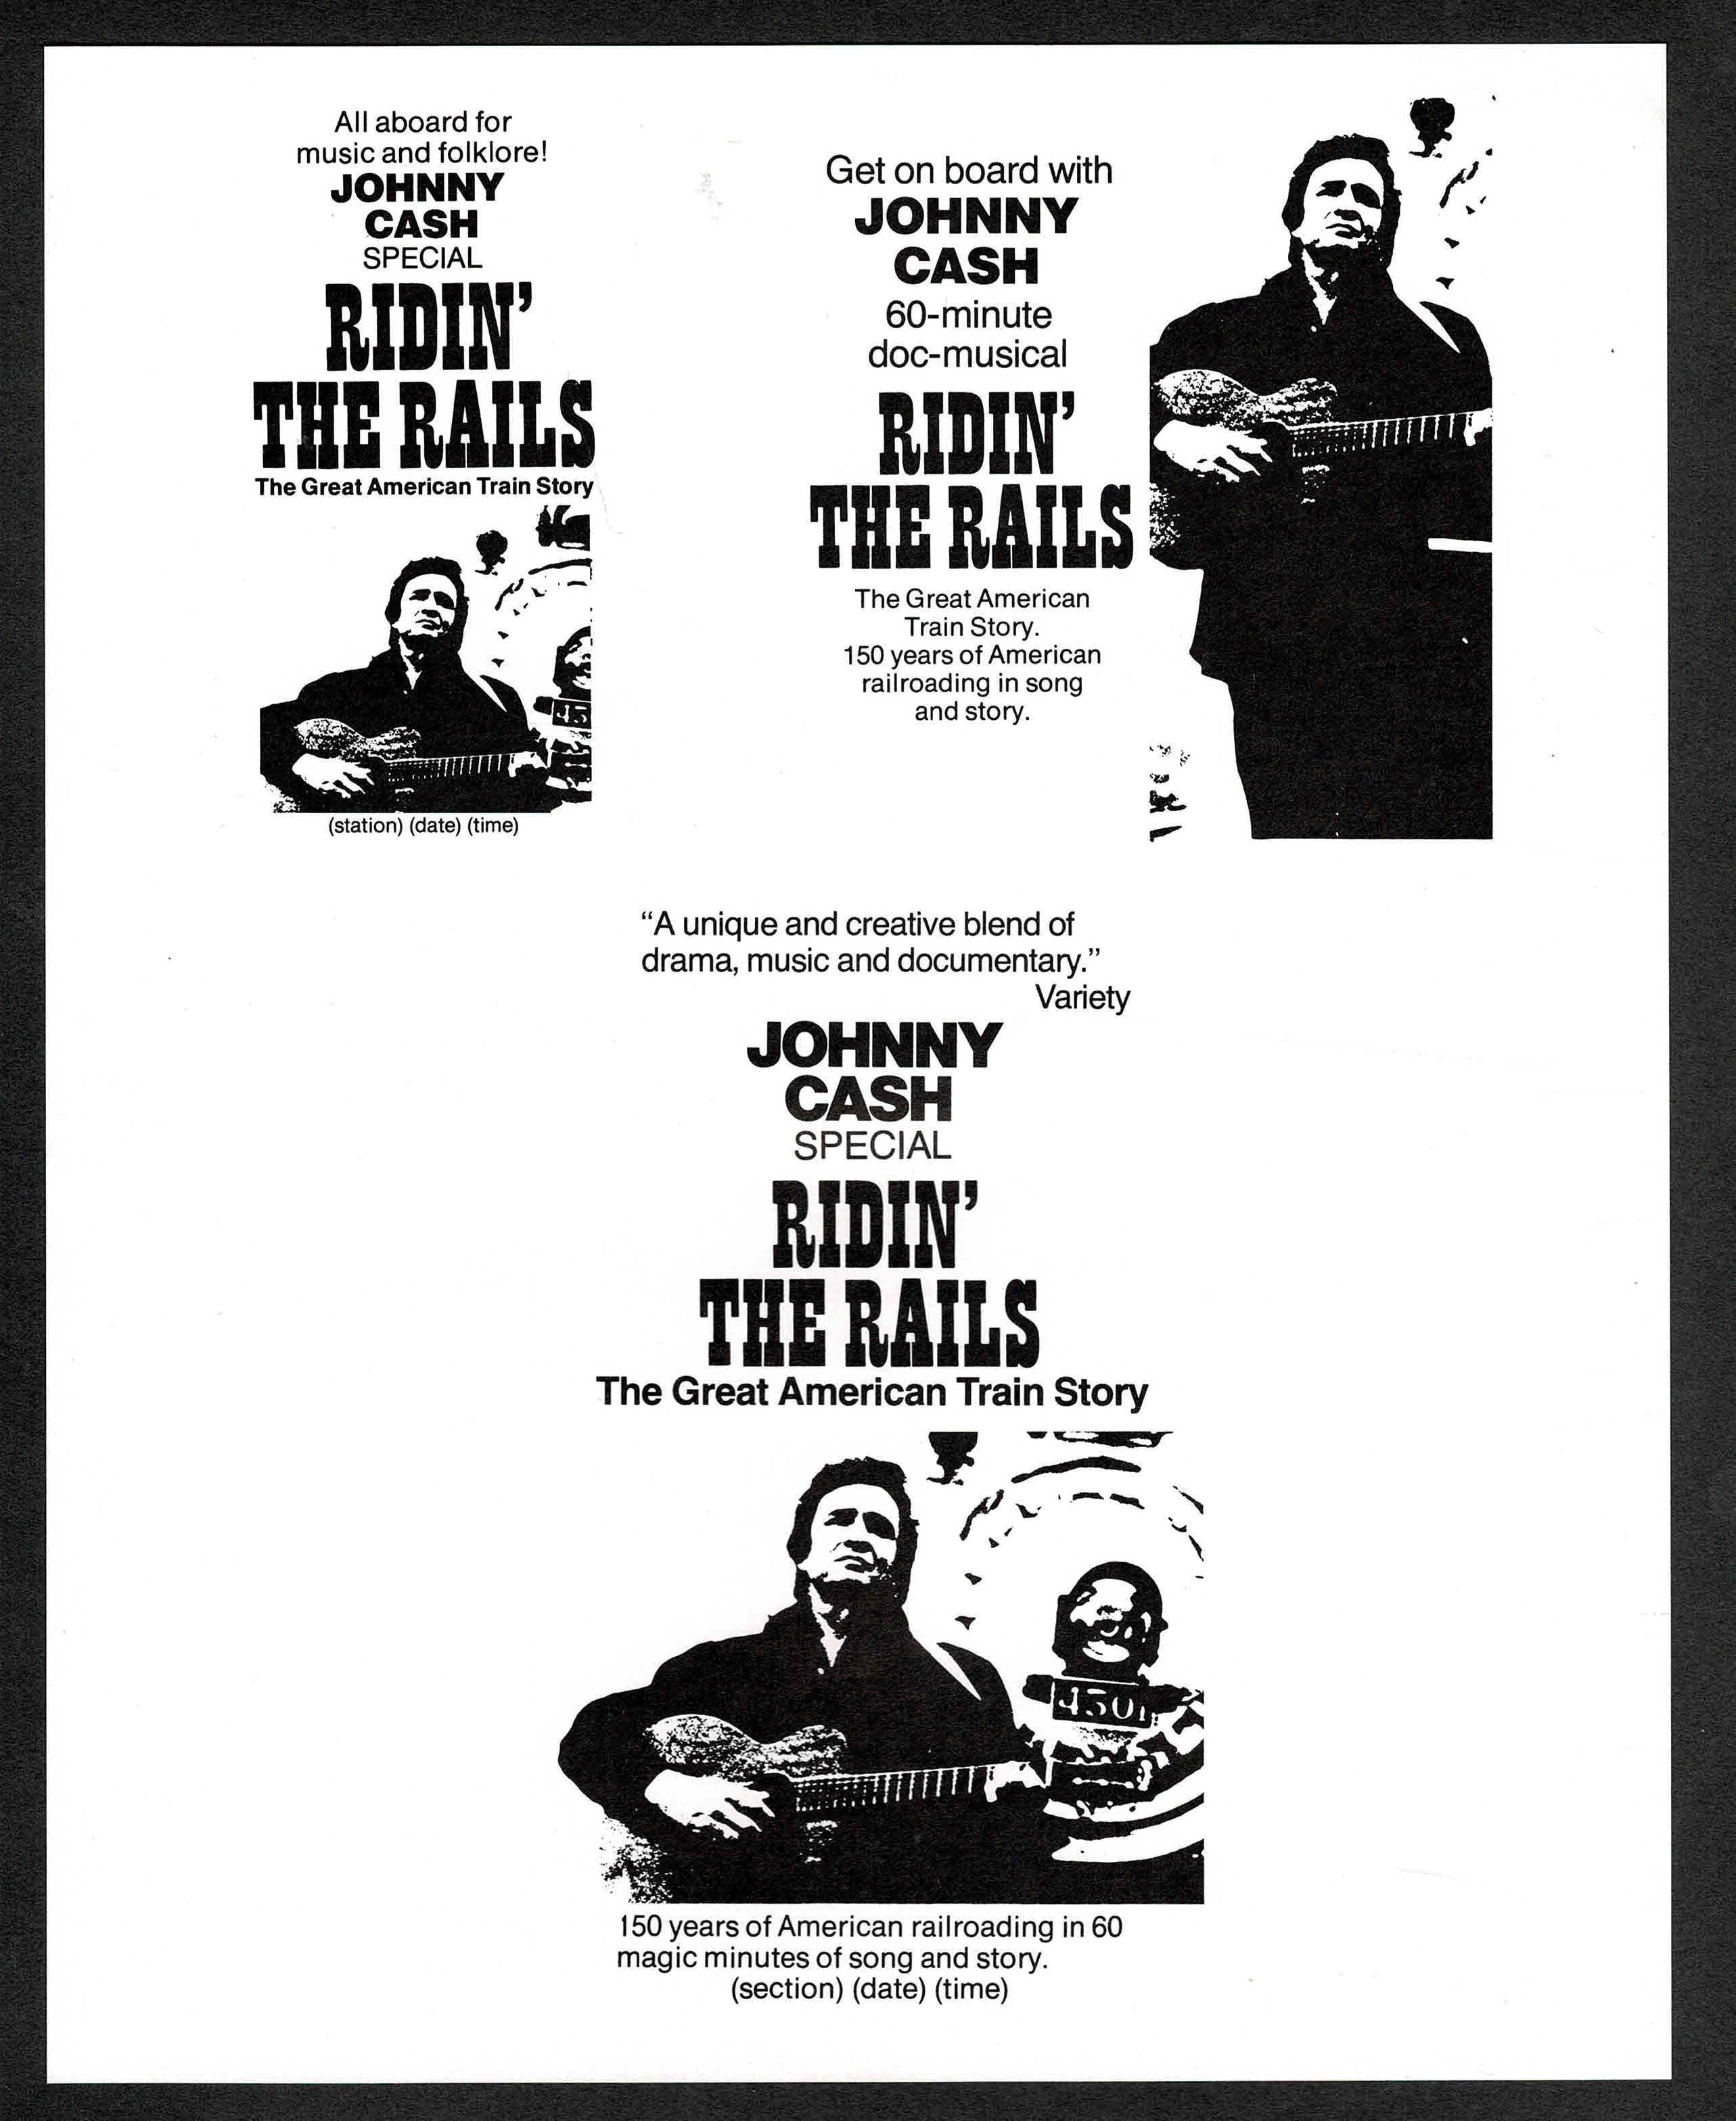 All aboard for
music and folklore!
JOHNNY
CASH
SPECIAL
RIDIN’
THE RAILS
The Great American Train Story
(station) (date) (time)
Get on board with
JOHNNY
CASH
60-minute
doc-musical
RIDIN’
THE RAILS
The Great American
Train Story.
150 years of American
railroading in song
and story.
“A unique and creative blend of
drama, music and documentary.”
Variety
JOHNNY
CASH
SPECIAL
RIDIN’
THE RAILS
The Great American Train Story
150 years of American railroading in 60
magic minutes of song and story.
(section) (date) (time)